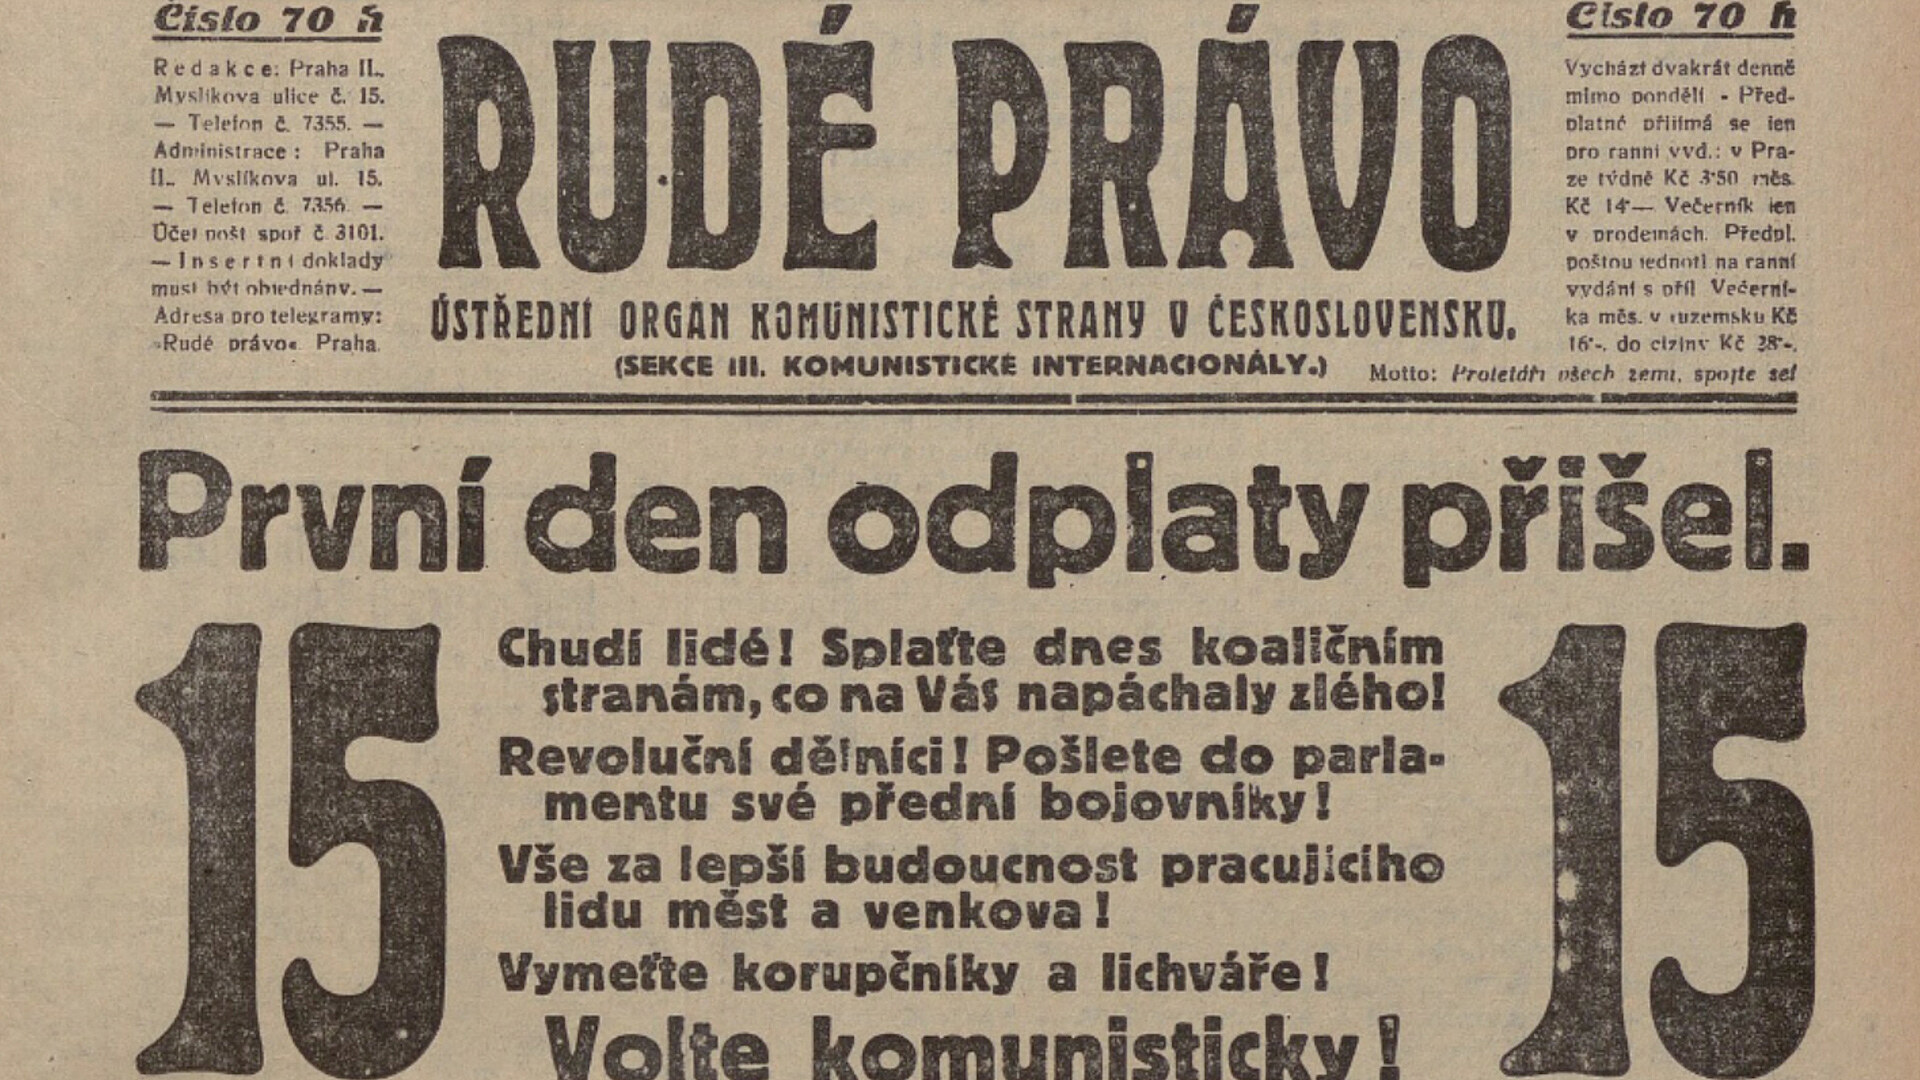 Číslo 70 h
Redakce: Praha II.,
Myslíkova ulice č. 15.
— Telefon č. 7355. —
Administrace: Praha
II., Myslíkova ul. 15.
— Telefon č. 7356. —
Účet pošt. spoř. č. 3101.
— Insertní doklady
musí být objednány. —
Adresa pro telegramy:
»Rudé právo« Praha.
RUDÉ PRÁVO
ÚSTŘEDNÍ ORGÁN KOMUNISTICKÉ STRANY V ČESKOSLOVENSKU.
(SEKCE III. KOMUNISTICKÉ INTERNACIONÁLY.)
Číslo 70 h
Vychází dvakrát denně
mimo pondělí - Před-
platné přijímá se jen
pro ranní vyd.: v Pra-
ze týdně Kč 3·50 měs.
Kč 14·— Večerník jen
v prodejnách. Předpl.
poštou jednotl na ranní
vydání s příl Večerní-
ka měs. v tuzemsku Kč
16·-, do ciziny Kč 28·-,
Motto: Proletáři všech zemí, spojte se!
První den odplaty přišel.
15
Chudí lidé! Splaťte dnes koaličním
stranám, co na Vás napáchaly zlého!
Revoluční dělníci! Pošlete do parla-
mentu své přední bojovníky!
Vše za lepší budoucnost pracujícího
lidu měst a venkova!
Vymeťte korupčníky a lichváře!
Volte komunisticky!
15